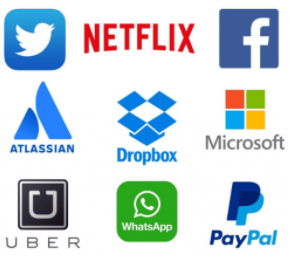 NETFLIX
f
ATLASSIAN
Dropbox
Microsoft
U
UBER
WhatsApp
PayPal